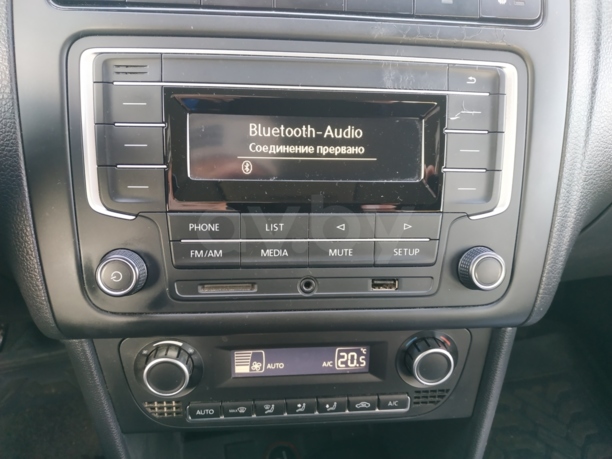 Bluetooth-Audio
Соединение прервано
PHONE LIST
FM/AM MEDIA MUTE SETUP
AUTO A/C 20.5 °C
AUTO A/C